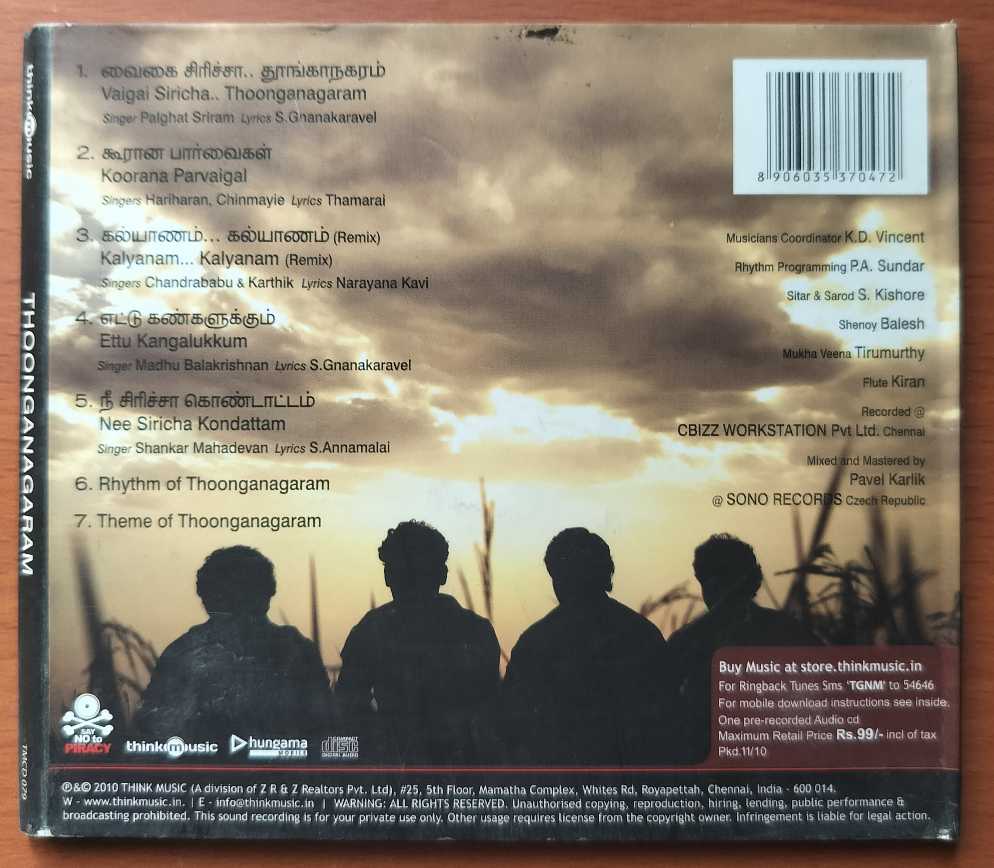 think music
THOONGANAGARAM
TMCD 029
1. வைகை சிரிச்சா.. தூங்காநகரம்
Vaigai Siricha.. Thoonganagaram
Singer Palghat Sriram Lyrics S.Gnanakaravel
2. கூரான பார்வைகள்
Koorana Parvaigal
Singers Hariharan, Chinmayie Lyrics Thamarai
3. கல்யாணம்... கல்யாணம் (Remix)
Kalyanam... Kalyanam (Remix)
Singers Chandrababu & Karthik Lyrics Narayana Kavi
4. எட்டு கண்களுக்கும்
Ettu Kangalukkum
Singer Madhu Balakrishnan Lyrics S.Gnanakaravel
5. நீ சிரிச்சா கொண்டாட்டம்
Nee Siricha Kondattam
Singer Shankar Mahadevan Lyrics S.Annamalai
6. Rhythm of Thoonganagaram
7. Theme of Thoonganagaram
8 906035 370472
Musicians Coordinator K.D. Vincent
Rhythm Programming P.A. Sundar
Sitar & Sarod S. Kishore
Shenoy Balesh
Mukha Veena Tirumurthy
Flute Kiran
Recorded @
CBIZZ WORKSTATION Pvt Ltd. Chennai
Mixed and Mastered by
Pavel Karlik
@ SONO RECORDS Czech Republic
Buy Music at store.thinkmusic.in
For Ringback Tunes Sms 'TGNM' to 54646
For mobile download instructions see inside.
One pre-recorded Audio cd
Maximum Retail Price Rs.99/- incl of tax
Pkd.11/10
SAY
NO to
PIRACY
think music
hungama
MOBILE
COMPACT
disc
DIGITAL AUDIO
℗&© 2010 THINK MUSIC (A division of Z R & Z Realtors Pvt. Ltd), #25, 5th Floor, Mamatha Complex, Whites Rd, Royapettah, Chennai, India - 600 014.
W - www.thinkmusic.in. | E - info@thinkmusic.in | WARNING: ALL RIGHTS RESERVED. Unauthorised copying, reproduction, hiring, lending, public performance &
broadcasting prohibited. This sound recording is for your private use only. Other usage requires license from the copyright owner. Infringement is liable for legal action.